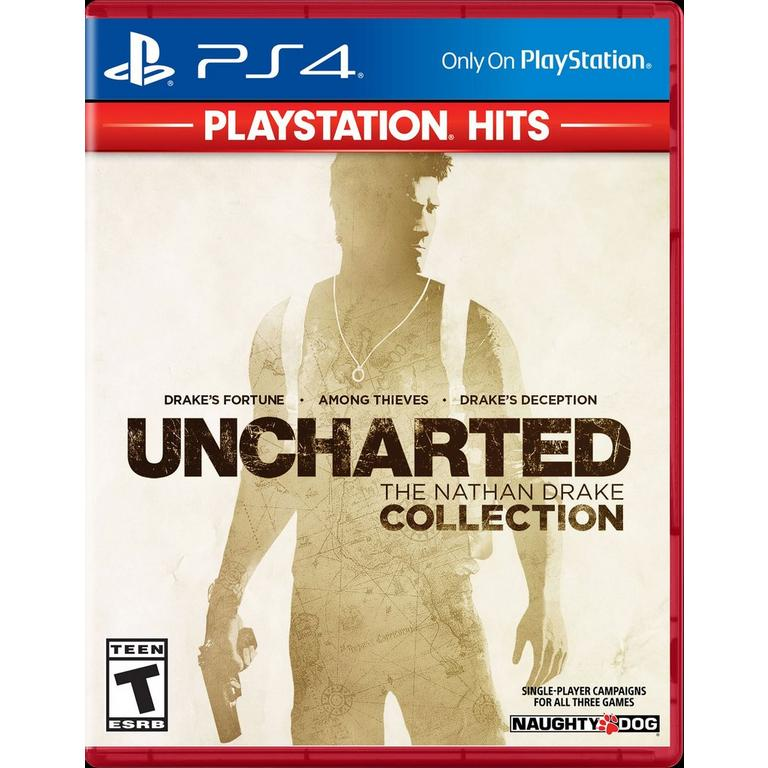 PS4
Only On PlayStation®
PLAYSTATION® HITS
DRAKE'S FORTUNE • AMONG THIEVES • DRAKE'S DECEPTION
UNCHARTED
THE NATHAN DRAKE
COLLECTION
TEEN
T
ESRB
SINGLE-PLAYER CAMPAIGNS
FOR ALL THREE GAMES
NAUGHTY DOG